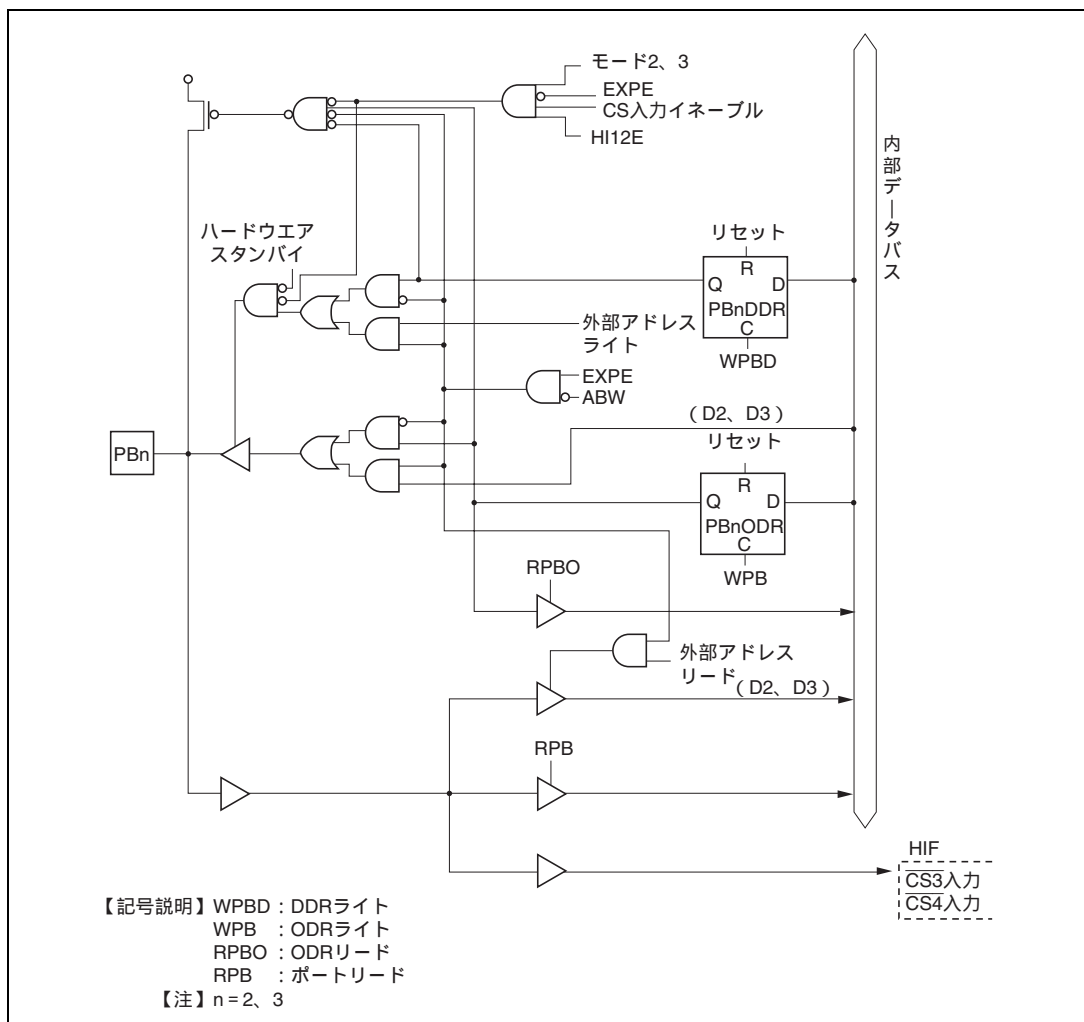 モード2、3
EXPE
CS入力イネーブル
HI12E
内部データバス
ハードウエア
スタンバイ
リセット
R
Q
D
PBnDDR
C
WPBD
外部アドレス
ライト
EXPE
ABW
(D2、D3)
リセット
R
Q
D
PBnODR
C
WPB
PBn
RPBO
外部アドレス
リード
(D2、D3)
RPB
HIF
CS3入力
CS4入力
【記号説明】WPBD:DDRライト
WPB :ODRライト
RPBO:ODRリード
RPB :ポートリード
【注】n=2、3